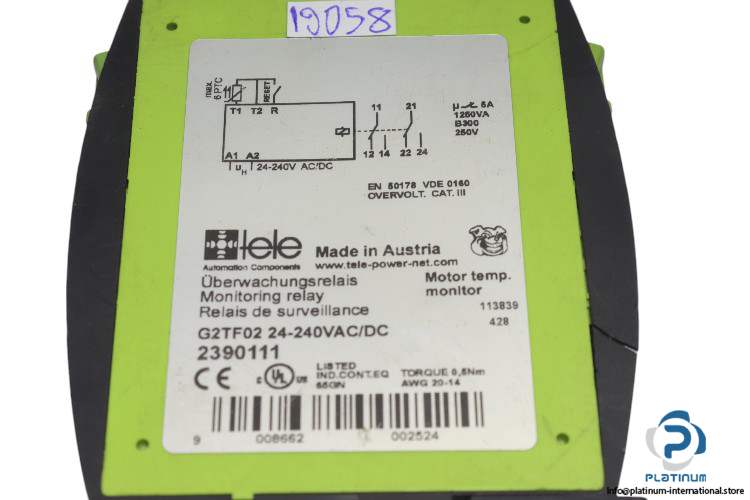 19058
max.
6 PTC
RESET
T1 T2 R
11 21
5A
1250VA
B300
250V
A1 A2
12 14 22 24
uH 24-240V AC/DC
EN 50178 VDE 0160
OVERVOLT. CAT. III
tele
Automation Components
Made in Austria
www.tele-power-net.com
Überwachungsrelais
Monitoring relay
Relais de surveillance
Motor temp.
monitor
113839
428
G2TF02 24-240VAC/DC
2390111
CE
c UL us
LISTED
IND.CONT.EQ
65GN
TORQUE 0,5Nm
AWG 20-14
9 008662 002524
PLATINUM
info@platinum-international.store